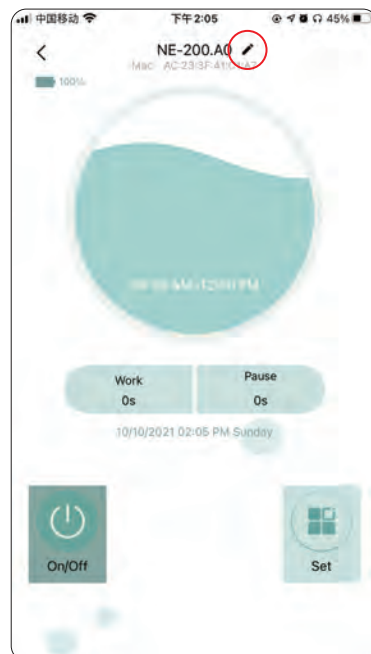 中国移动 下午2:05 45%
NE-200.A0
Mac:
100%
Work Pause
0s 0s
10/10/2021 02:05 PM Sunday
On/Off Set